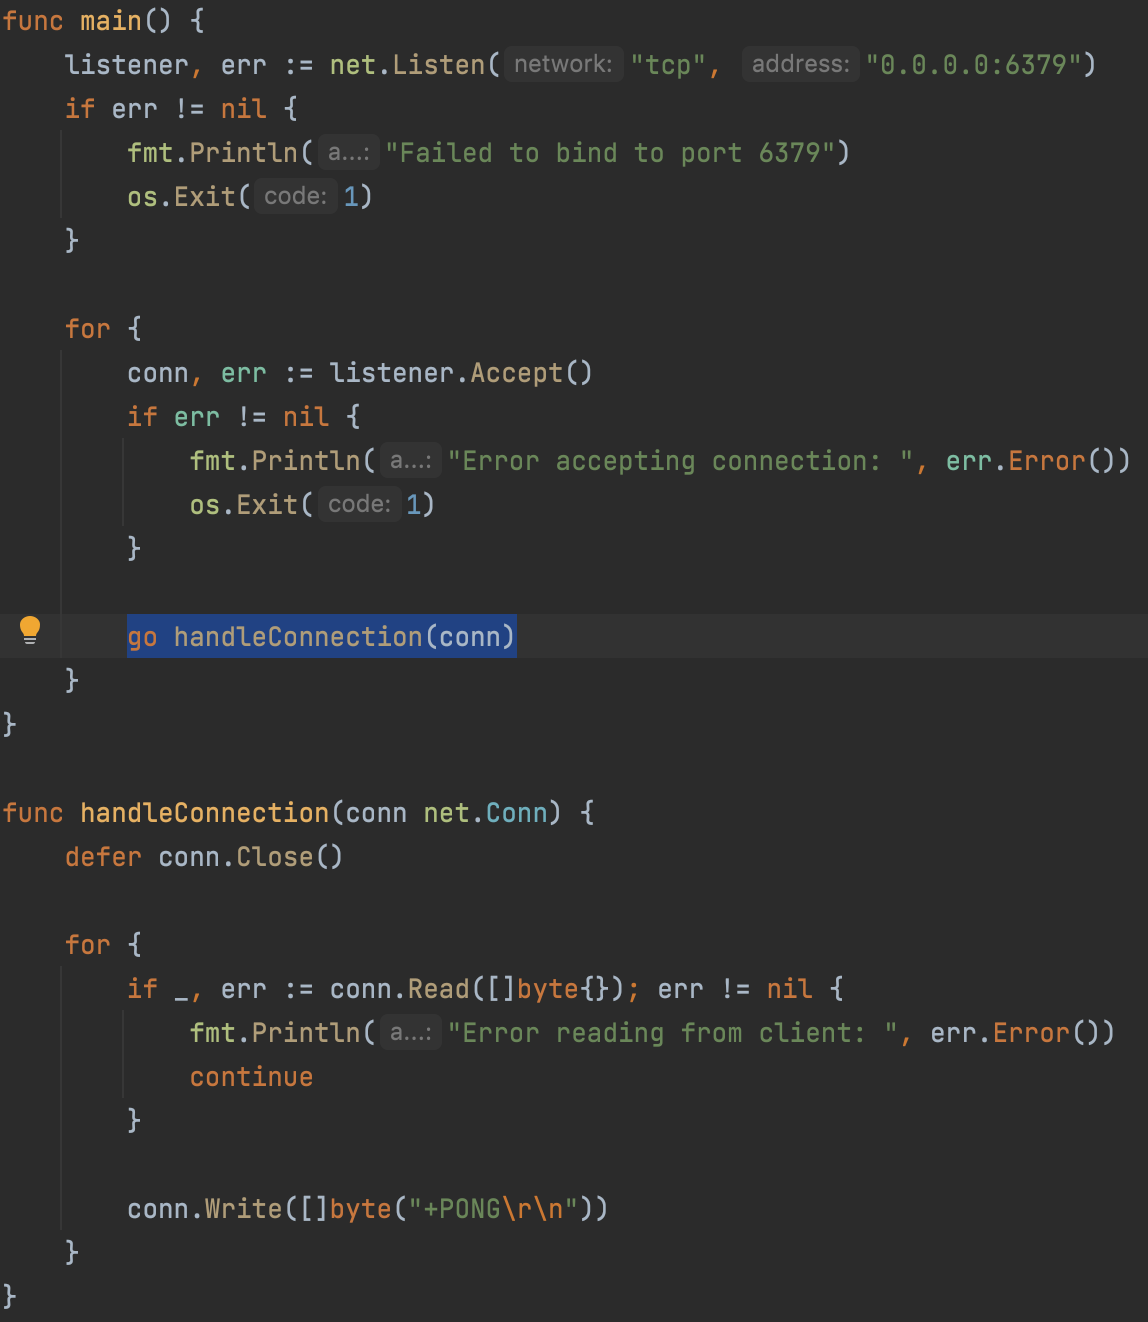 func main() {
listener, err := net.Listen( network: "tcp", address: "0.0.0.0:6379")
if err != nil {
fmt.Println( a...: "Failed to bind to port 6379")
os.Exit( code: 1)
}
for {
conn, err := listener.Accept()
if err != nil {
fmt.Println( a...: "Error accepting connection: ", err.Error())
os.Exit( code: 1)
}
go handleConnection(conn)
}
}
func handleConnection(conn net.Conn) {
defer conn.Close()
for {
if _, err := conn.Read([]byte{}); err != nil {
fmt.Println( a...: "Error reading from client: ", err.Error())
continue
}
conn.Write([]byte("+PONG\r\n"))
}
}